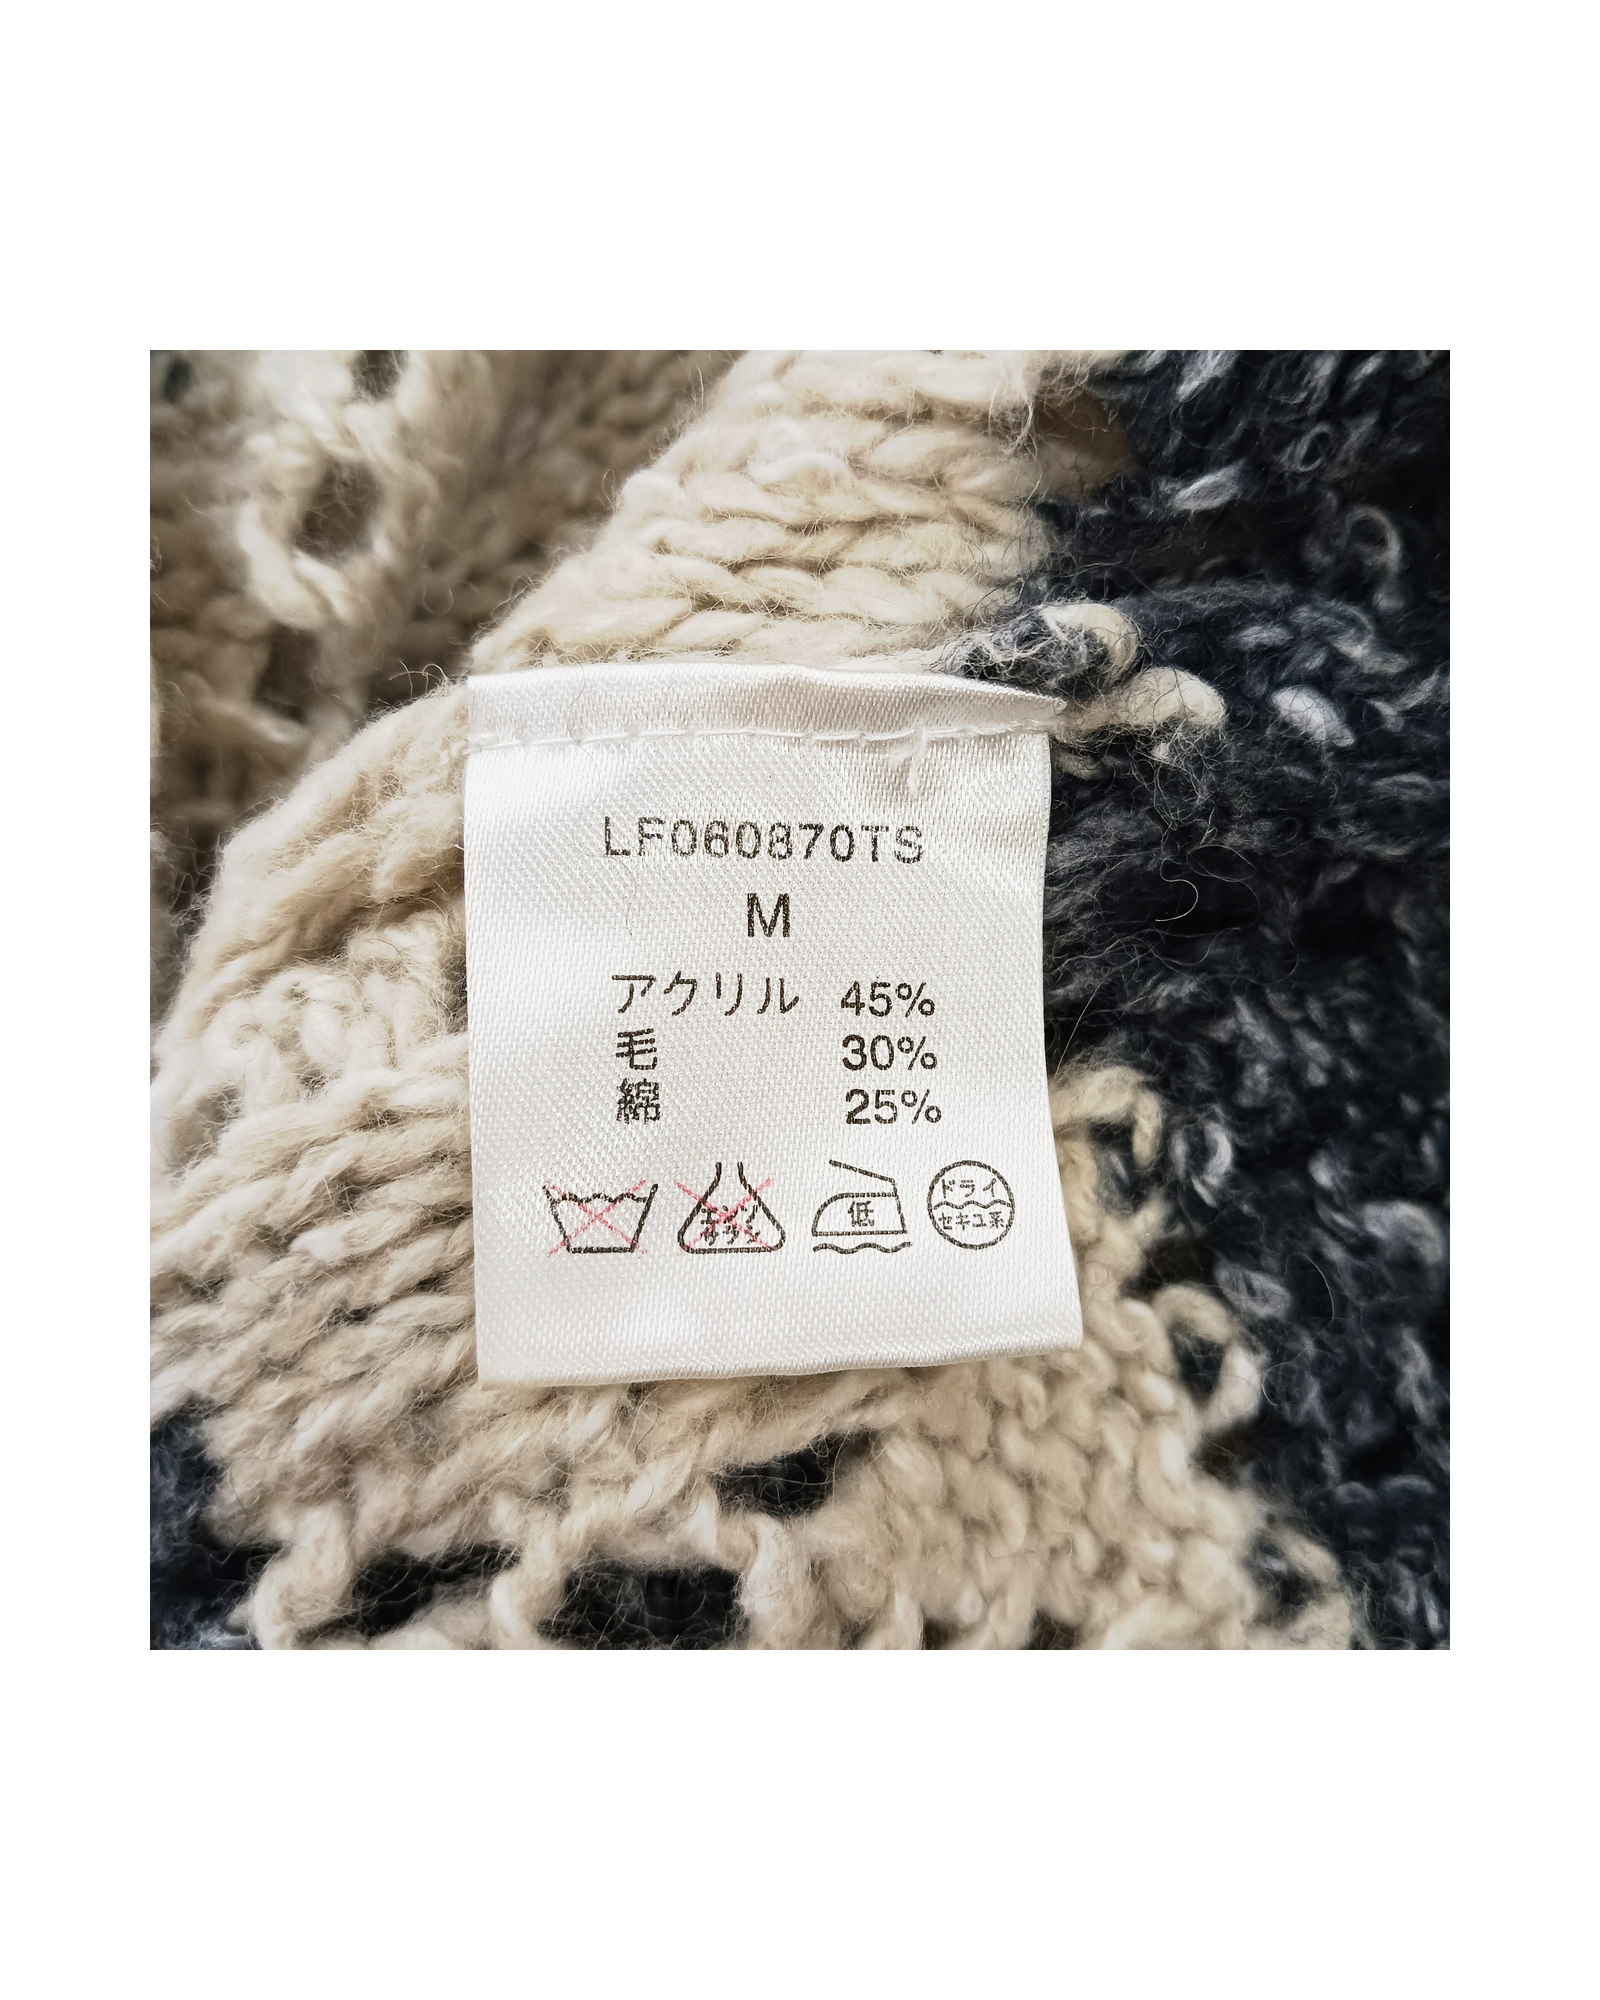 LF060870TS
M
アクリル 45%
毛 30%
綿 25%
低
ドライ
セキユ系